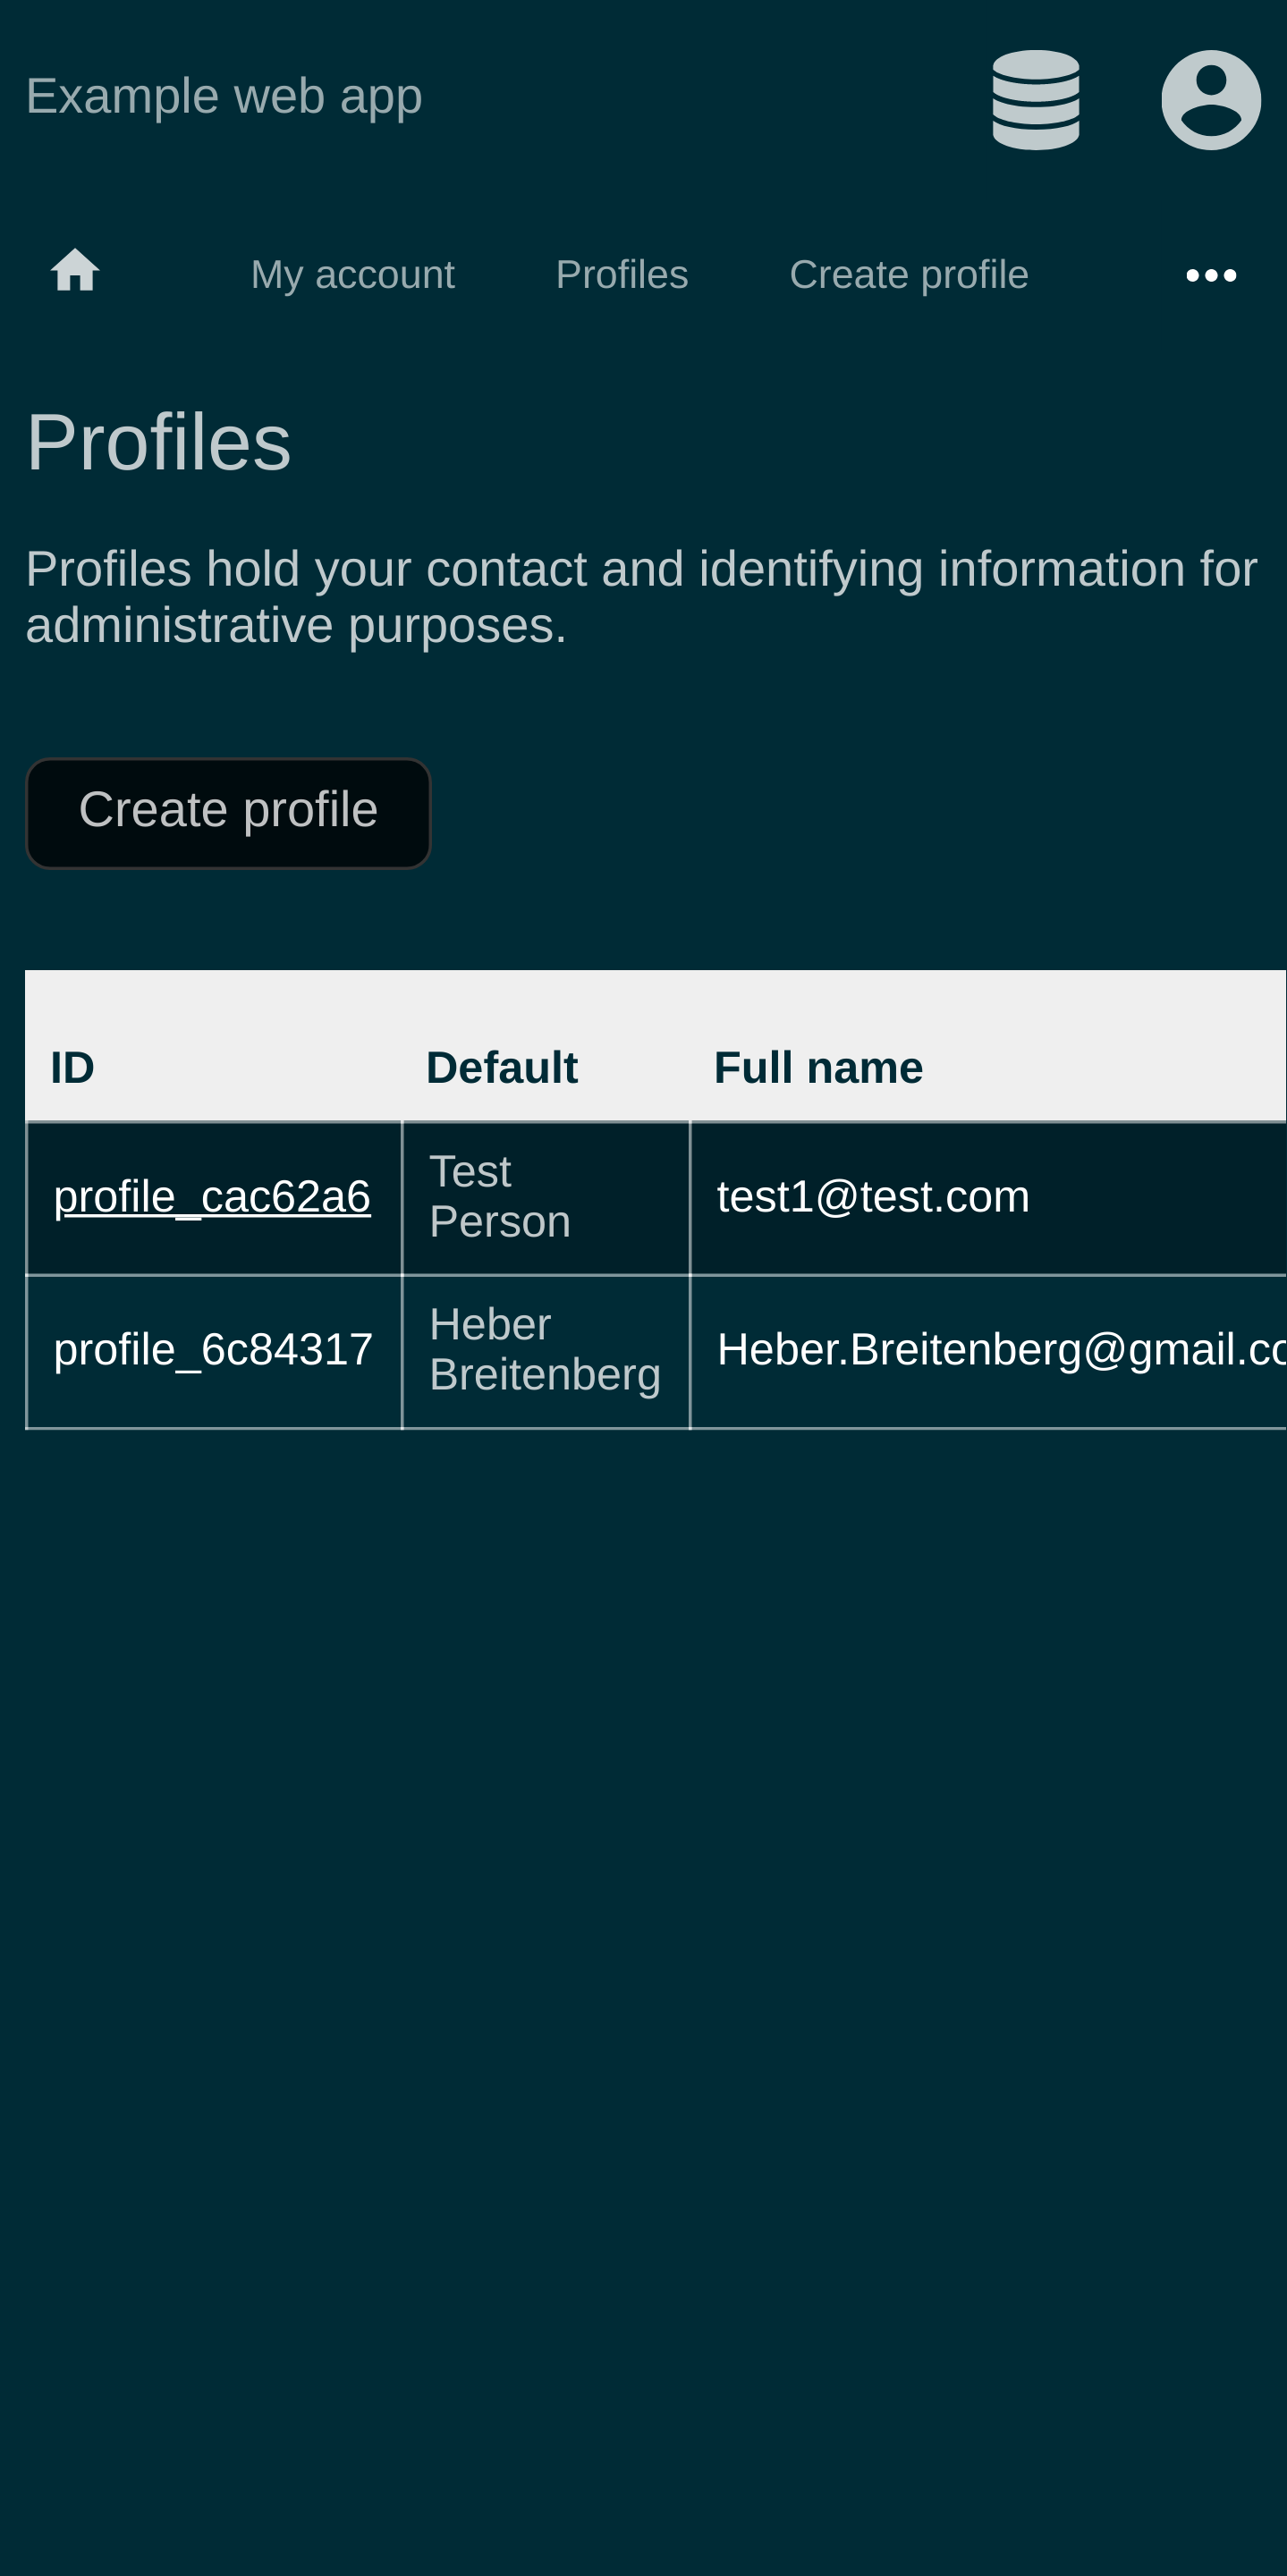 Example web app
My account Profiles Create profile
Profiles
Profiles hold your contact and identifying information for
administrative purposes.
Create profile
ID Default Full name
profile_cac62a6 Test Person test1@test.com
profile_6c84317 Heber Breitenberg Heber.Breitenberg@gmail.co